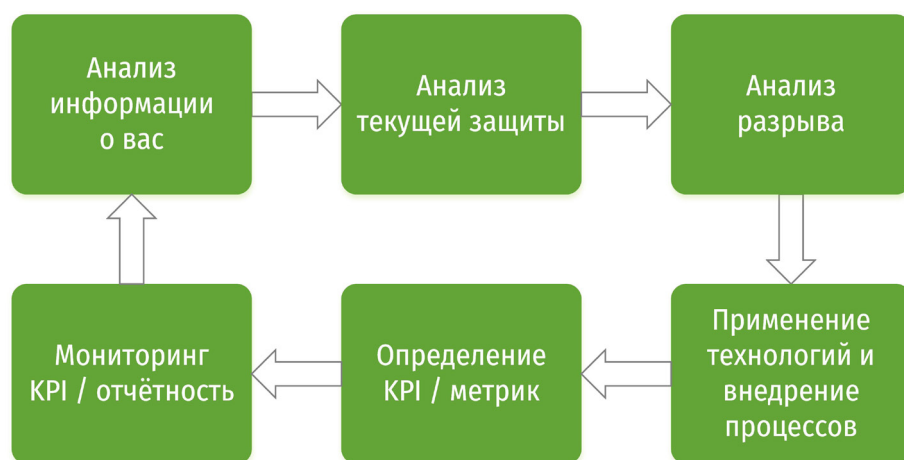 Анализ
информации
о вас
Анализ
текущей защиты
Анализ
разрыва
Применение
технологий и
внедрение
процессов
Определение
KPI / метрик
Мониторинг
KPI / отчётность